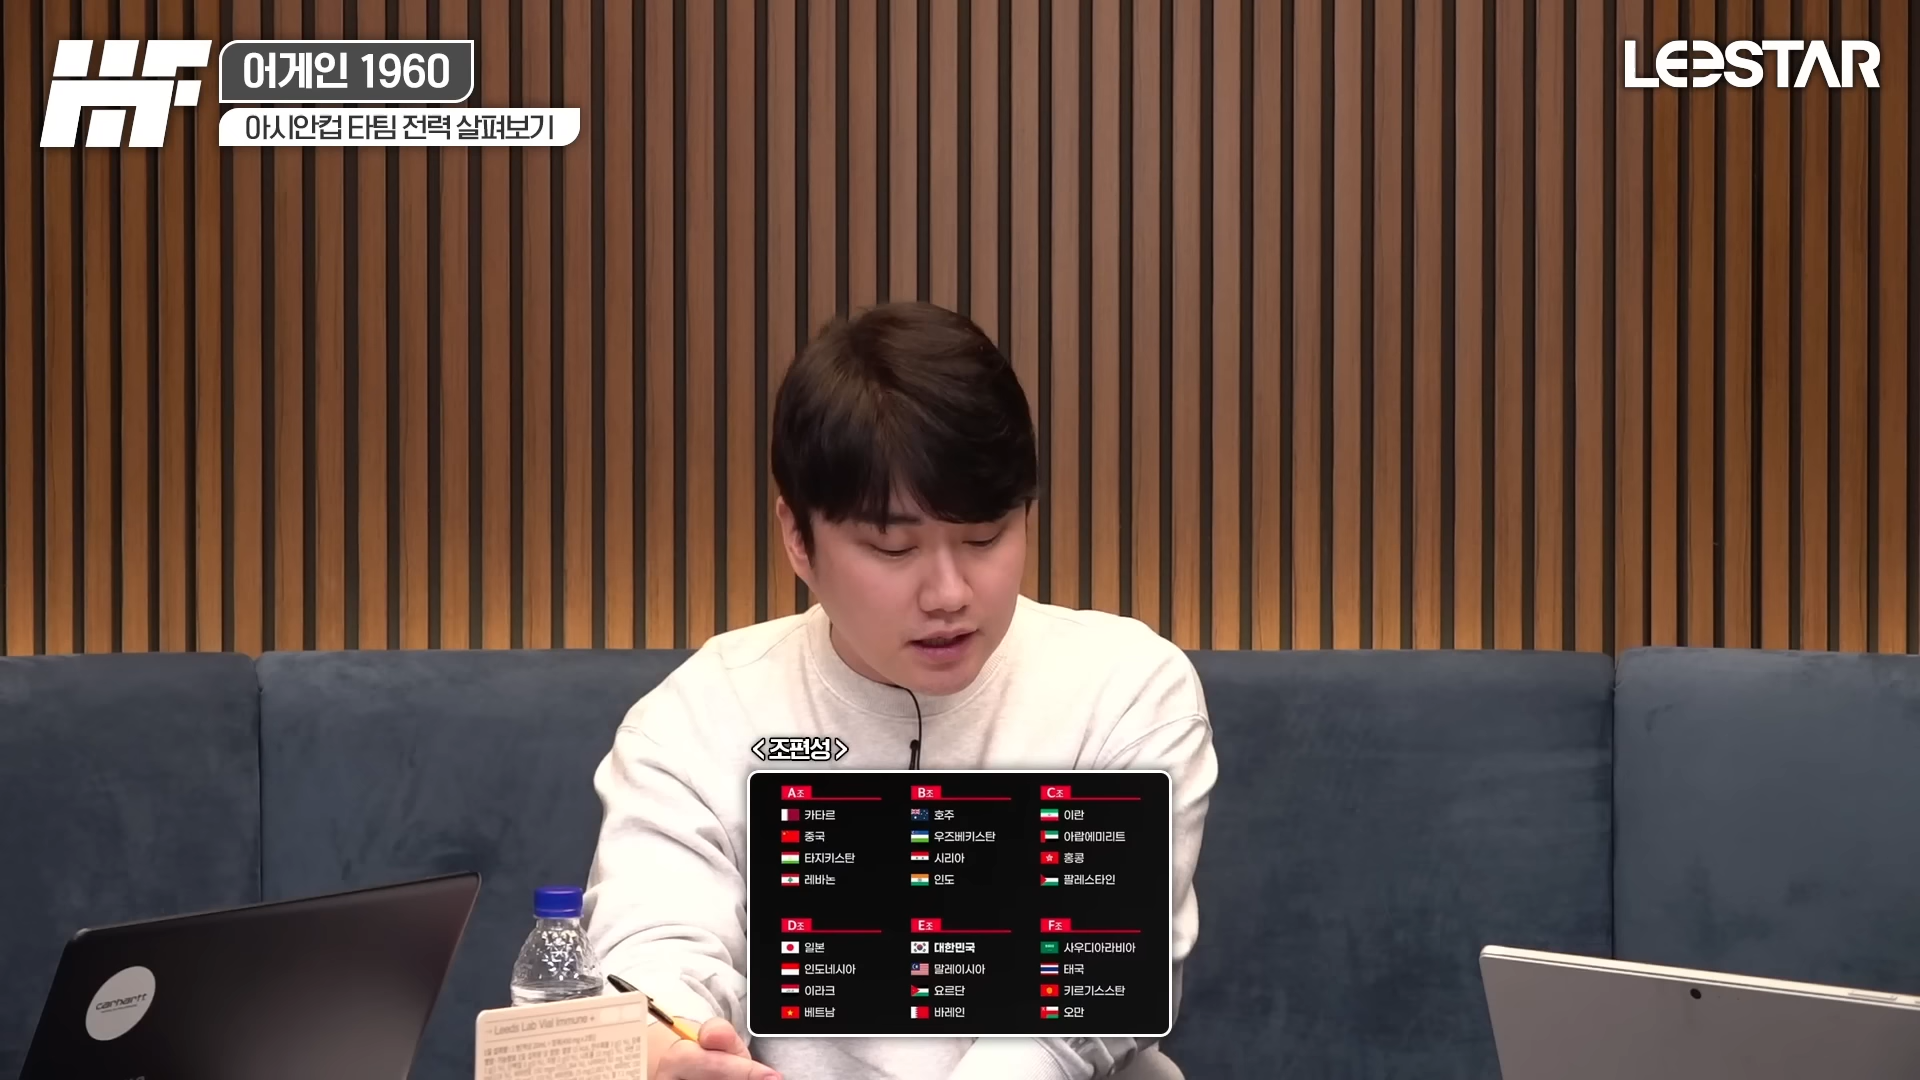 HF
어게인 1960
아시안컵 타팀 전력 살펴보기
LEESTAR
<조편성>
A조
카타르
중국
타지키스탄
레바논
B조
호주
우즈베키스탄
시리아
인도
C조
이란
아랍에미리트
홍콩
팔레스타인
D조
일본
인도네시아
이라크
베트남
E조
대한민국
말레이시아
요르단
바레인
F조
사우디아라비아
태국
키르기스스탄
오만
carhartt
Leeds Lab Vial Immune +